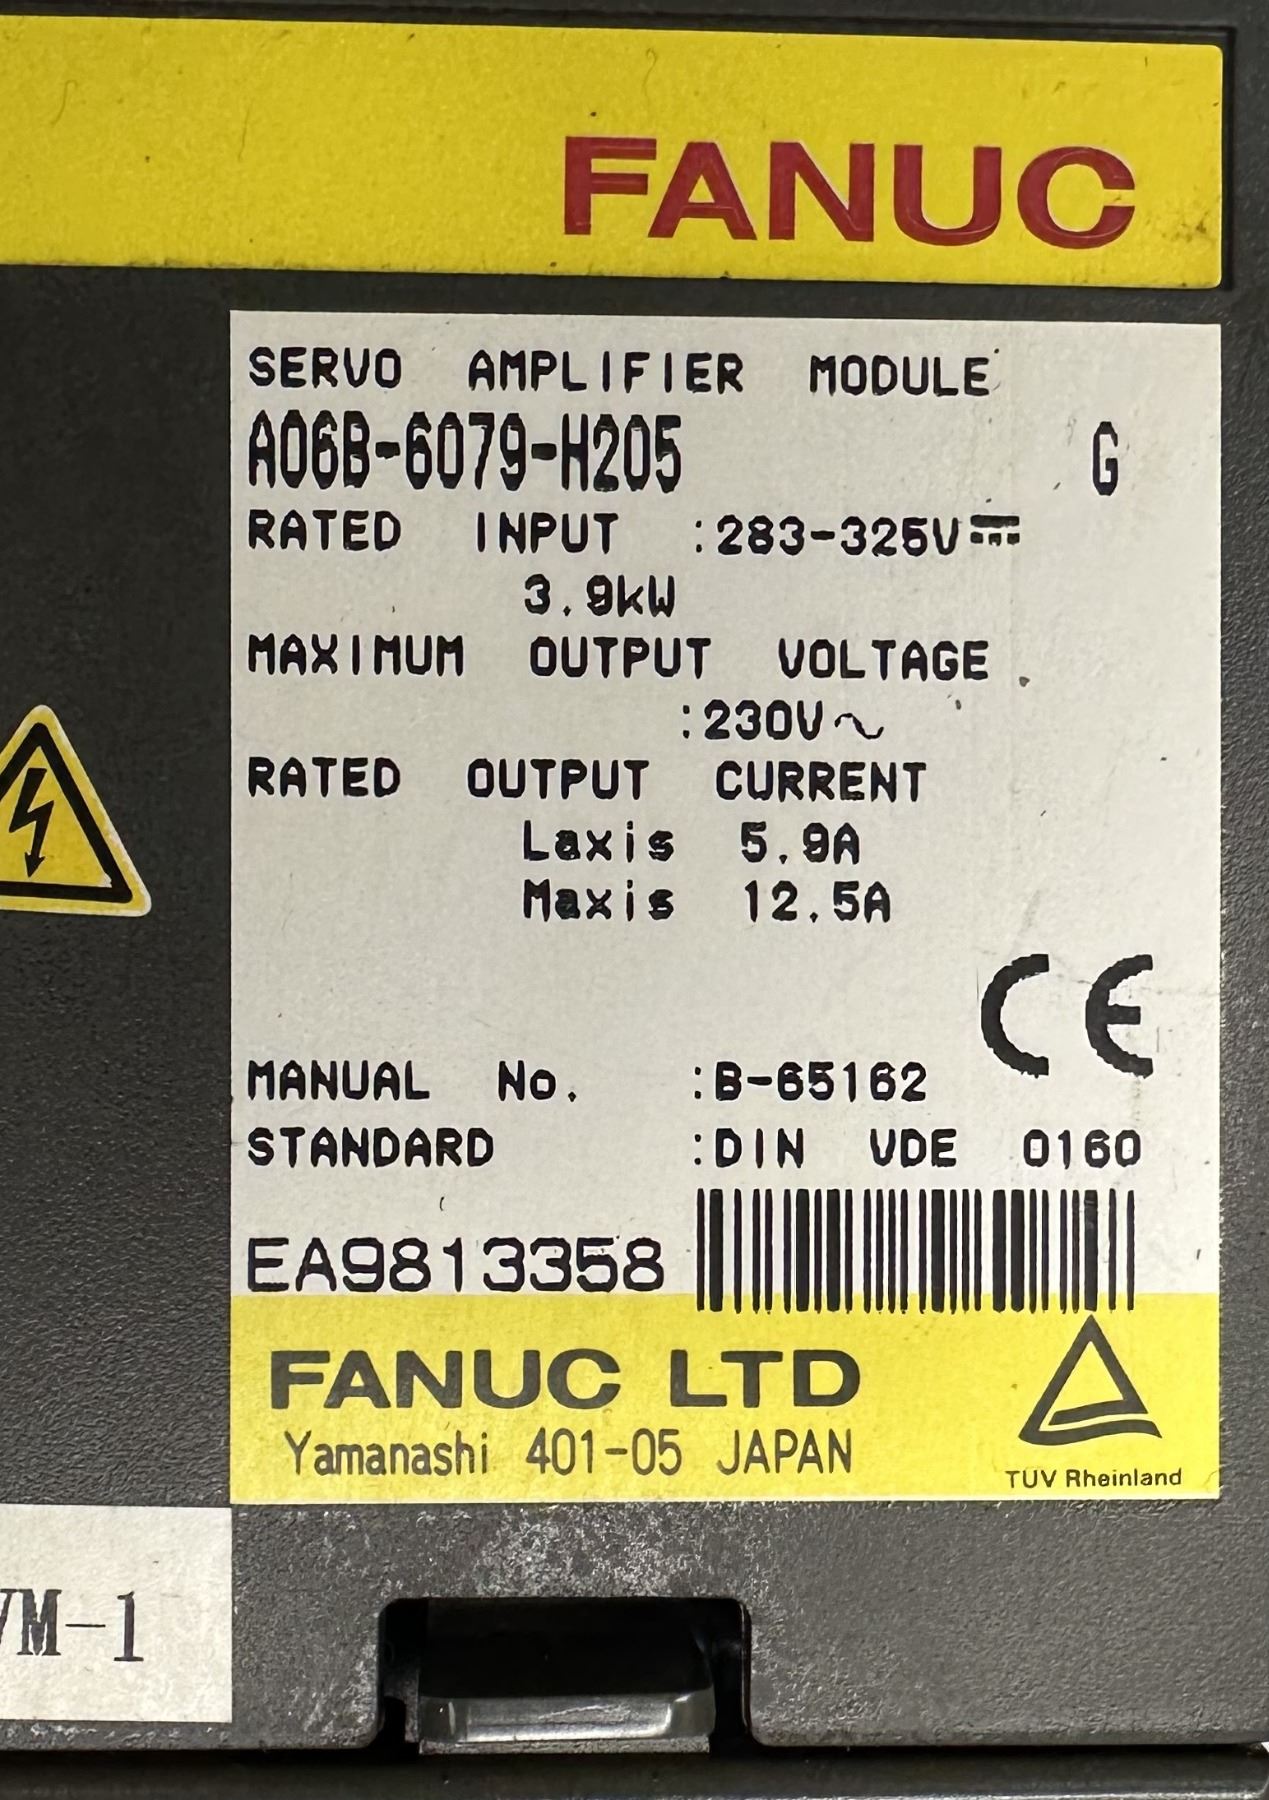 FANUC
SERVO AMPLIFIER MODULE
A06B-6079-H205 G
RATED INPUT :283-325V⎓
3.9kW
MAXIMUM OUTPUT VOLTAGE
:230V~
RATED OUTPUT CURRENT
Laxis 5.9A
Maxis 12.5A
CE
MANUAL No. :B-65162
STANDARD :DIN VDE 0160
EA9813358
FANUC LTD
Yamanashi 401-05 JAPAN
TÜV Rheinland
VM-1